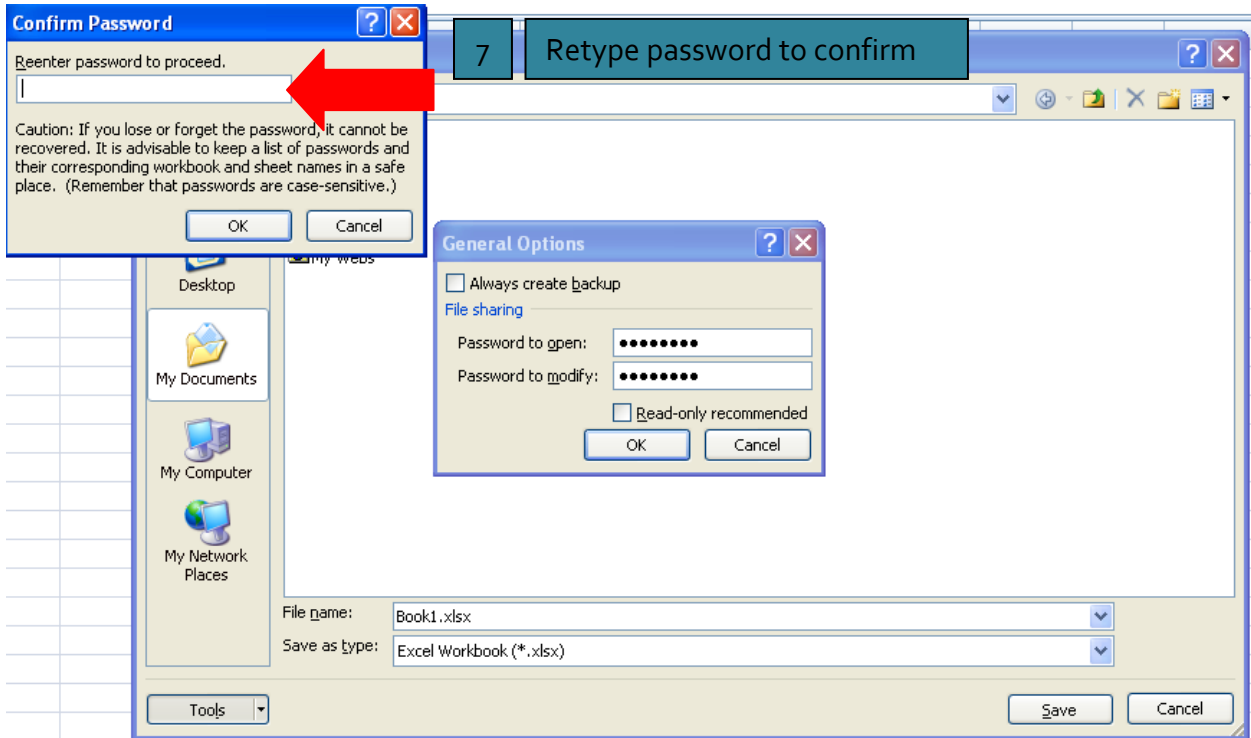 Confirm Password
Reenter password to proceed.
Caution: If you lose or forget the password, it cannot be
recovered. It is advisable to keep a list of passwords and
their corresponding workbook and sheet names in a safe
place. (Remember that passwords are case-sensitive.)
OK Cancel
7 Retype password to confirm
My Webs
Desktop
My Documents
My Computer
My Network
Places
General Options
Always create backup
File sharing
Password to open: ●●●●●●●●
Password to modify: ●●●●●●●●
Read-only recommended
OK Cancel
File name: Book1.xlsx
Save as type: Excel Workbook (*.xlsx)
Tools Save Cancel